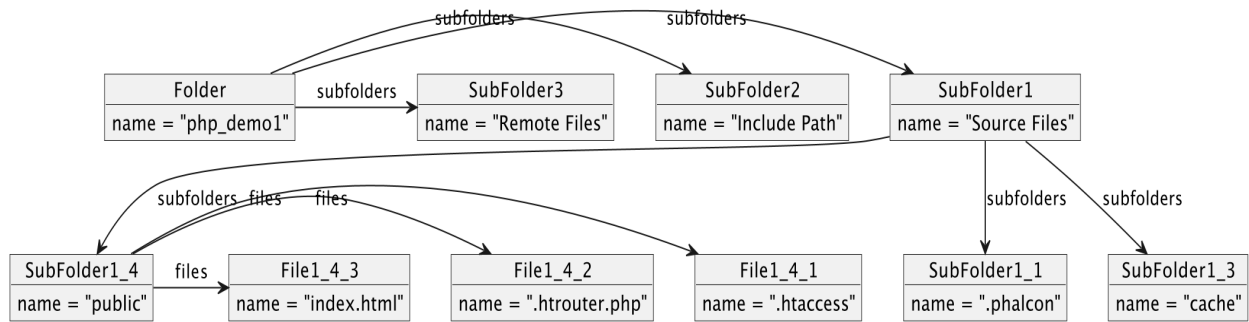 subfolders
subfolders
Folder
name = "php_demo1"
subfolders
SubFolder3
name = "Remote Files"
SubFolder2
name = "Include Path"
SubFolder1
name = "Source Files"
subfolders
files
files
subfolders
subfolders
SubFolder1_4
name = "public"
files
File1_4_3
name = "index.html"
File1_4_2
name = ".htrouter.php"
File1_4_1
name = ".htaccess"
SubFolder1_1
name = ".phalcon"
SubFolder1_3
name = "cache"